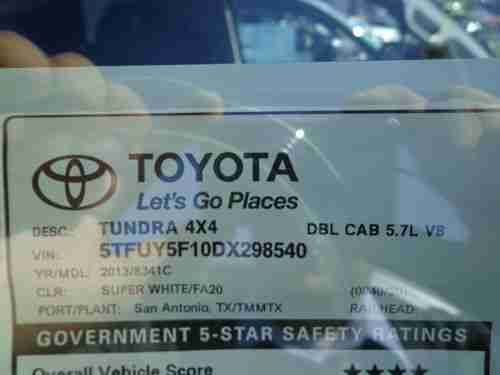 TOYOTA
Let's Go Places
DESC: TUNDRA 4X4 DBL CAB 5.7L V8
VIN: 5TFUY5F10DX298540
YR/MDL: 2013/8341C
CLR: SUPER WHITE/FA20
PORT/PLANT: San Antonio, TX/TMMTX RAILHEAD:
GOVERNMENT 5-STAR SAFETY RATINGS
Overall Vehicle Score ★★★★